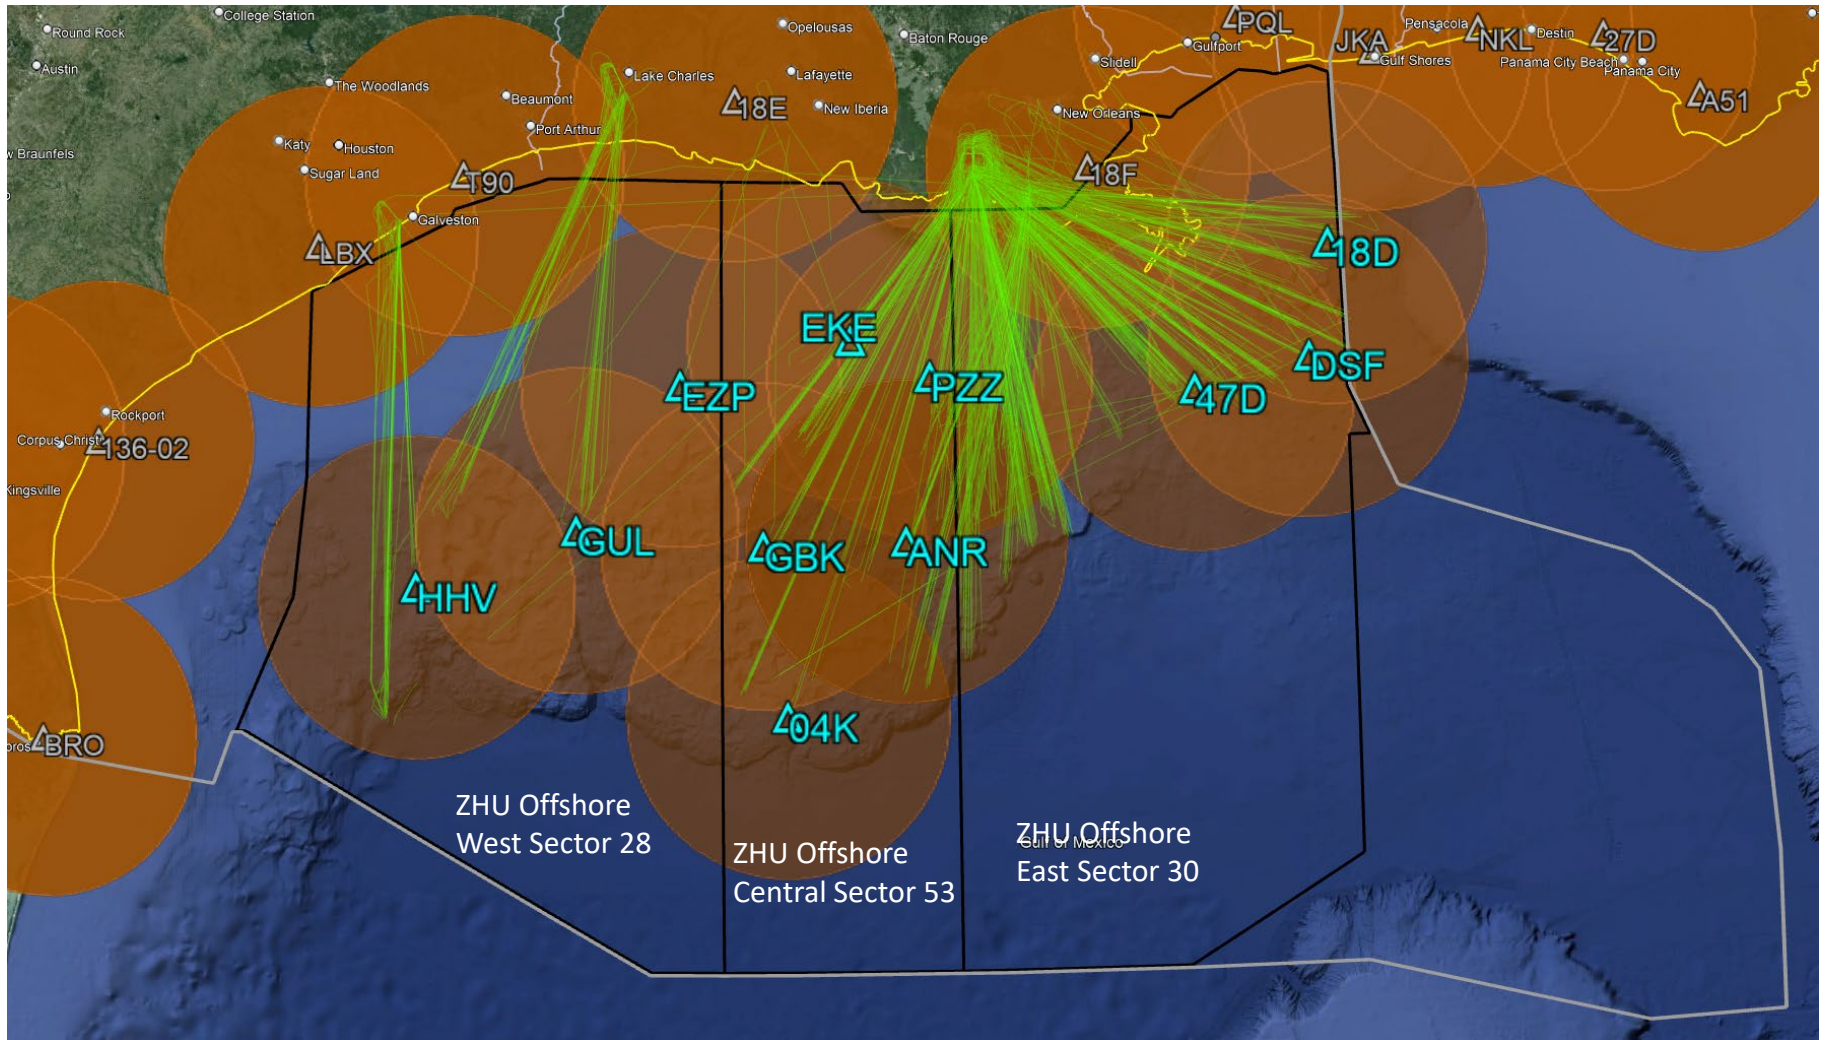 College Station
Round Rock
Austin
The Woodlands
Beaumont
Port Arthur
Lake Charles
Opelousas
Lafayette
New Iberia
Baton Rouge
Slidell
Gulfport
New Orleans
Pensacola
Destin
Gulf Shores
Panama City Beach
Panama City
PQL
JKA
NKL
27D
A51
18E
18F
w Braunfels
Katy
Houston
Sugar Land
T90
Galveston
LBX
18D
EKE
DSF
EZP
PZZ
47D
Rockport
Corpus Christ
136-02
Kingsville
GUL
GBK
ANR
HHV
04K
oros
BRO
ZHU Offshore
West Sector 28
ZHU Offshore
Central Sector 53
ZHU Offshore
Gulf of Mexico
East Sector 30